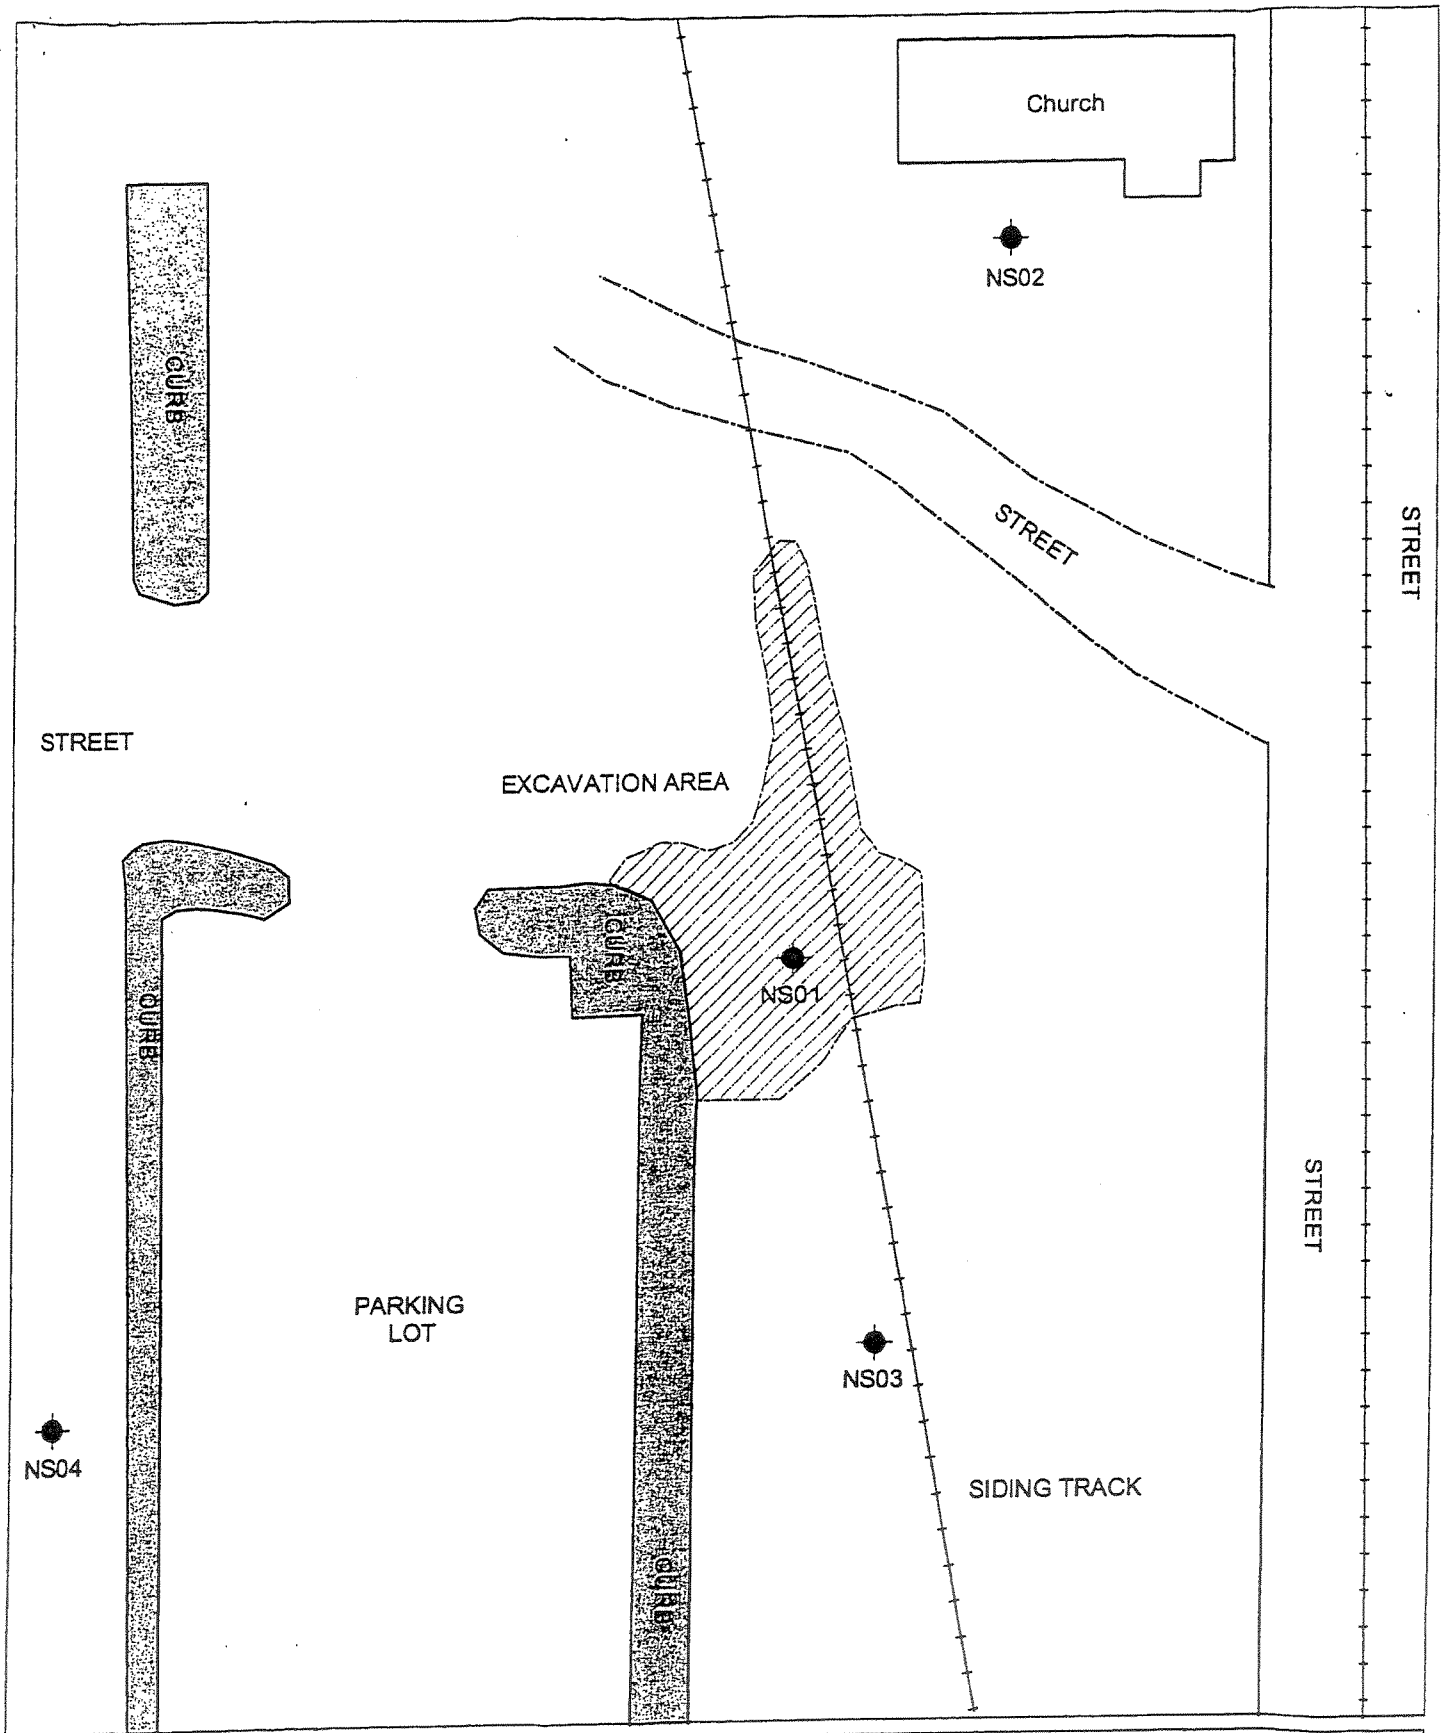 Church
NS02
CURB
STREET
STREET
STREET
EXCAVATION AREA
CURB
NS01
CURB
STREET
PARKING
LOT
NS03
NS04
SIDING TRACK
CURB